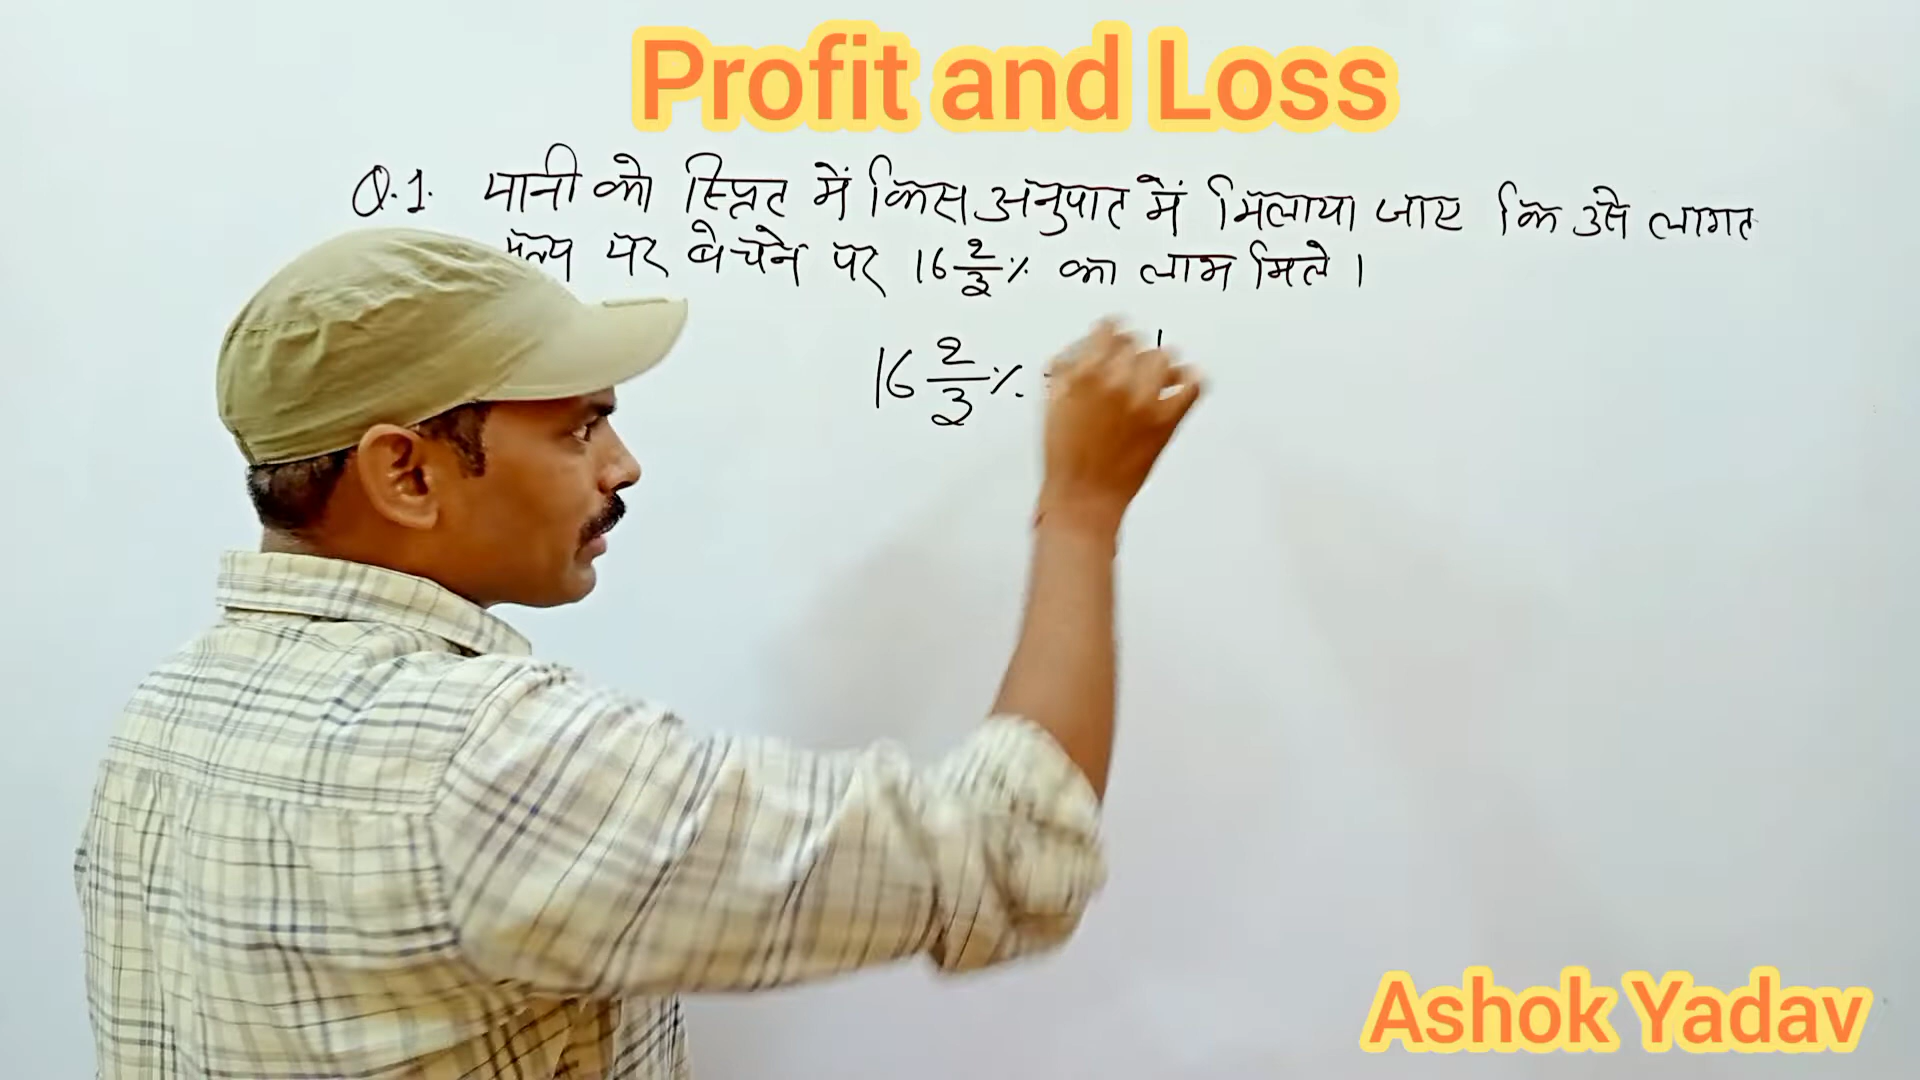 Profit and Loss
Q.1. पानी को स्प्रिट में किस अनुपात में मिलाया जाए कि उसे लागत
पर बेचने पर 16 2/3 % का लाभ मिले ।
16 2/3 % =
Ashok Yadav